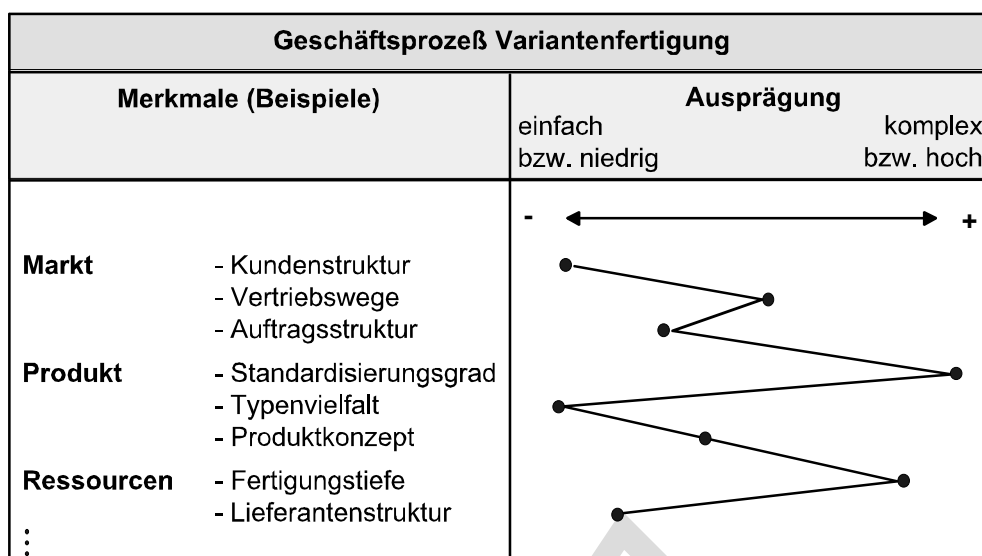 Geschäftsprozeß Variantenfertigung
Merkmale (Beispiele)
Ausprägung
einfach komplex
bzw. niedrig bzw. hoch
- +
Markt - Kundenstruktur
- Vertriebswege
- Auftragsstruktur
Produkt - Standardisierungsgrad
- Typenvielfalt
- Produktkonzept
Ressourcen - Fertigungstiefe
- Lieferantenstruktur